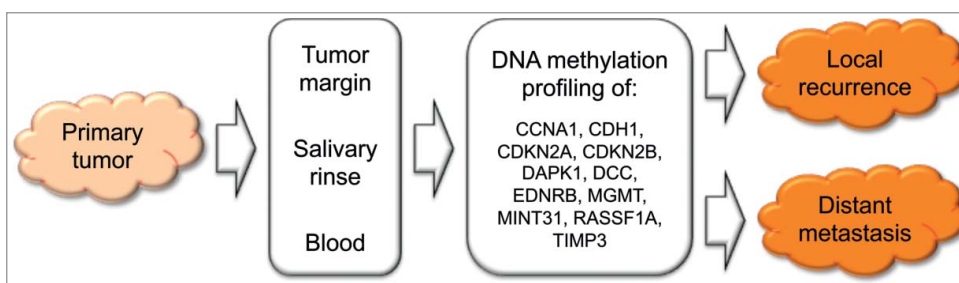 Primary
tumor
Tumor
margin
Salivary
rinse
Blood
DNA methylation
profiling of:
CCNA1, CDH1,
CDKN2A, CDKN2B,
DAPK1, DCC,
EDNRB, MGMT,
MINT31, RASSF1A,
TIMP3
Local
recurrence
Distant
metastasis